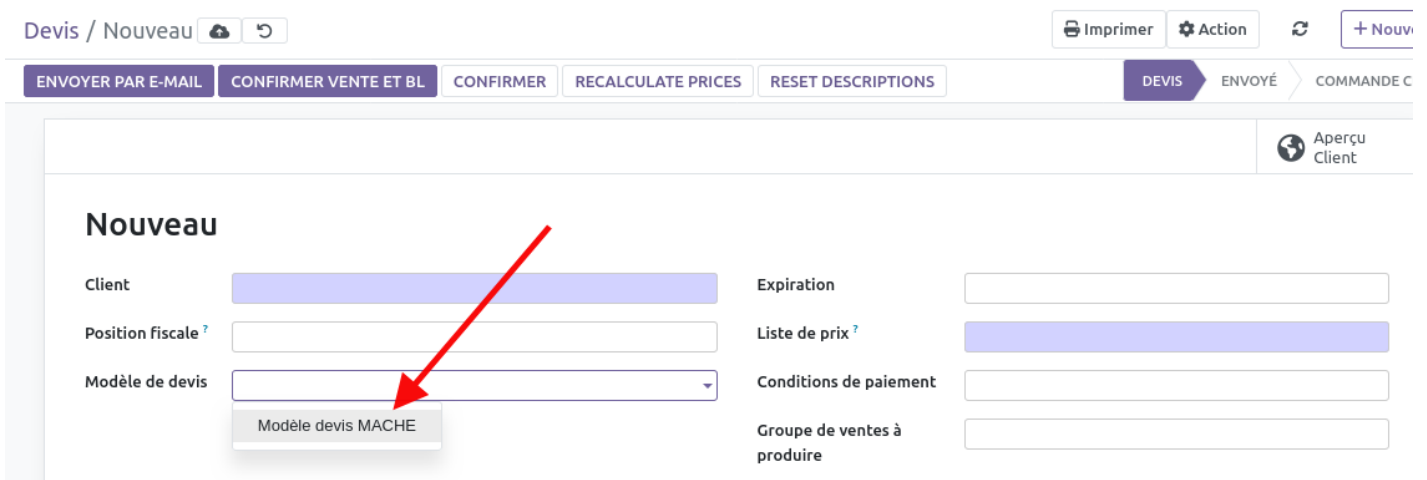 Devis / Nouveau
Imprimer
Action
+ Nouve
ENVOYER PAR E-MAIL
CONFIRMER VENTE ET BL
CONFIRMER
RECALCULATE PRICES
RESET DESCRIPTIONS
DEVIS
ENVOYÉ
COMMANDE C
Aperçu
Client
Nouveau
Client
Expiration
Position fiscale ?
Liste de prix ?
Modèle de devis
Conditions de paiement
Modèle devis MACHE
Groupe de ventes à
produire